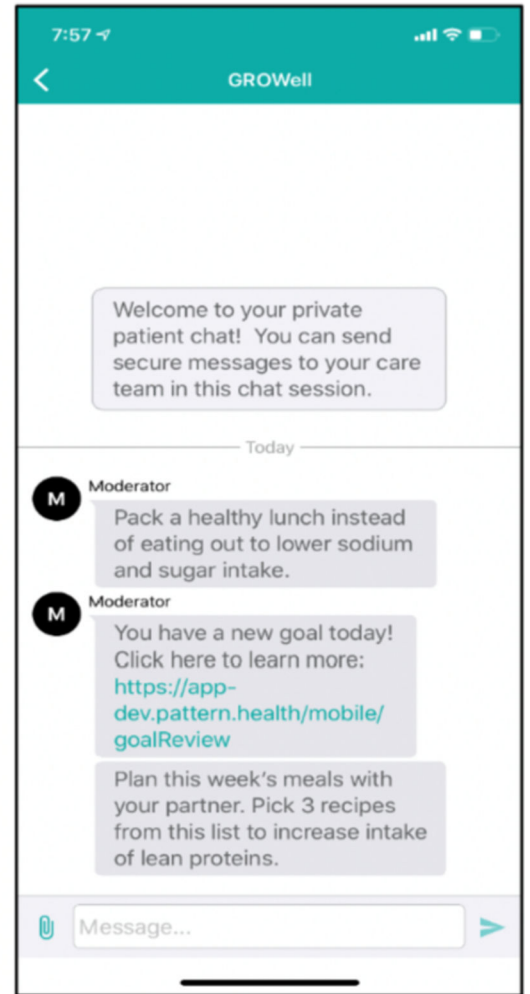 7:57
GROWell
Welcome to your private
patient chat! You can send
secure messages to your care
team in this chat session.
Today
M
Moderator
Pack a healthy lunch instead
of eating out to lower sodium
and sugar intake.
M
Moderator
You have a new goal today!
Click here to learn more:
https://app-
dev.pattern.health/mobile/
goalReview
Plan this week's meals with
your partner. Pick 3 recipes
from this list to increase intake
of lean proteins.
Message...